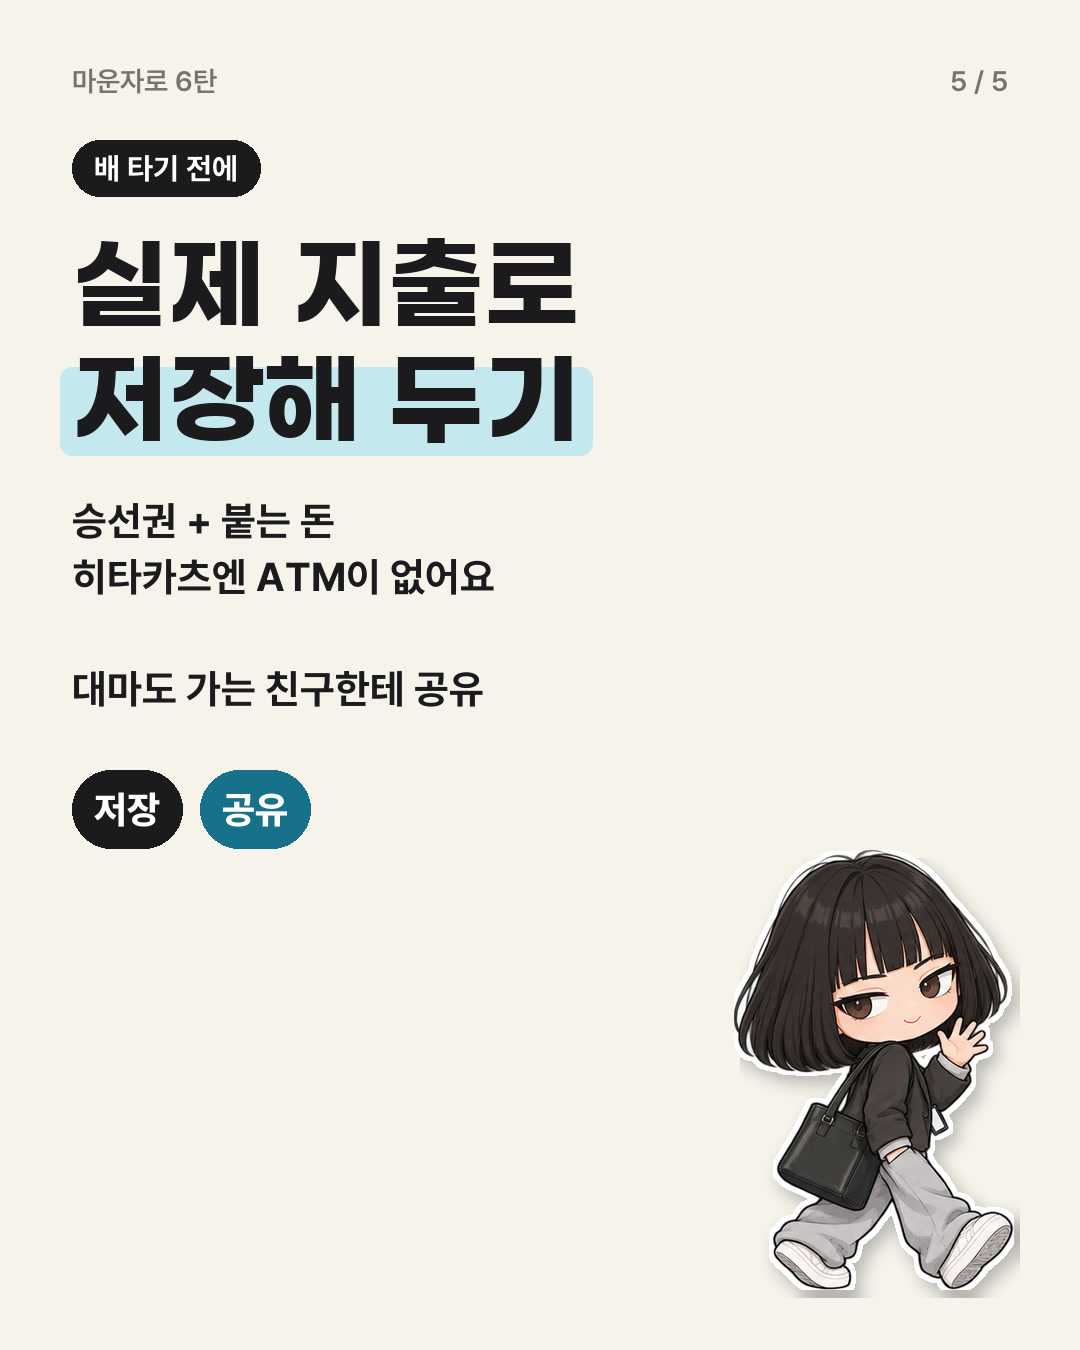 마운자로 6탄
5 / 5
배 타기 전에
실제 지출로
저장해 두기
승선권 + 붙는 돈
히타카츠엔 ATM이 없어요
대마도 가는 친구한테 공유
저장
공유